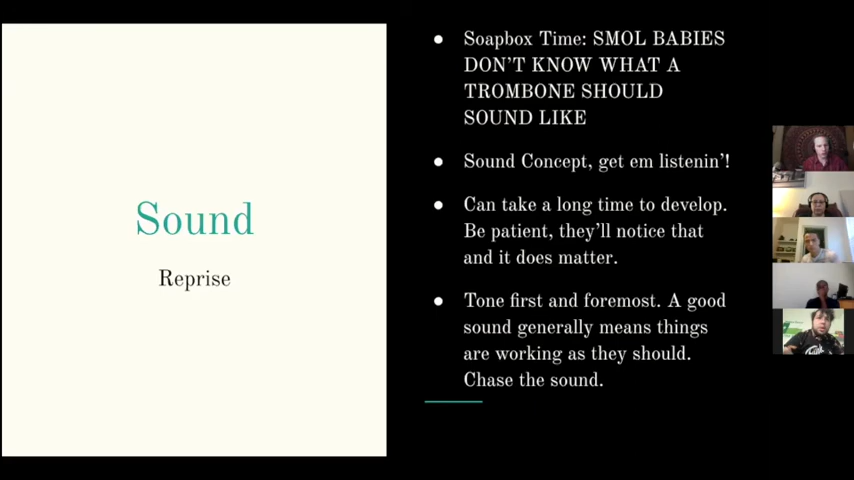 Sound
Reprise
● Soapbox Time: SMOL BABIES
DON'T KNOW WHAT A
TROMBONE SHOULD
SOUND LIKE
● Sound Concept, get em listenin'!
● Can take a long time to develop.
Be patient, they'll notice that
and it does matter.
● Tone first and foremost. A good
sound generally means things
are working as they should.
Chase the sound.